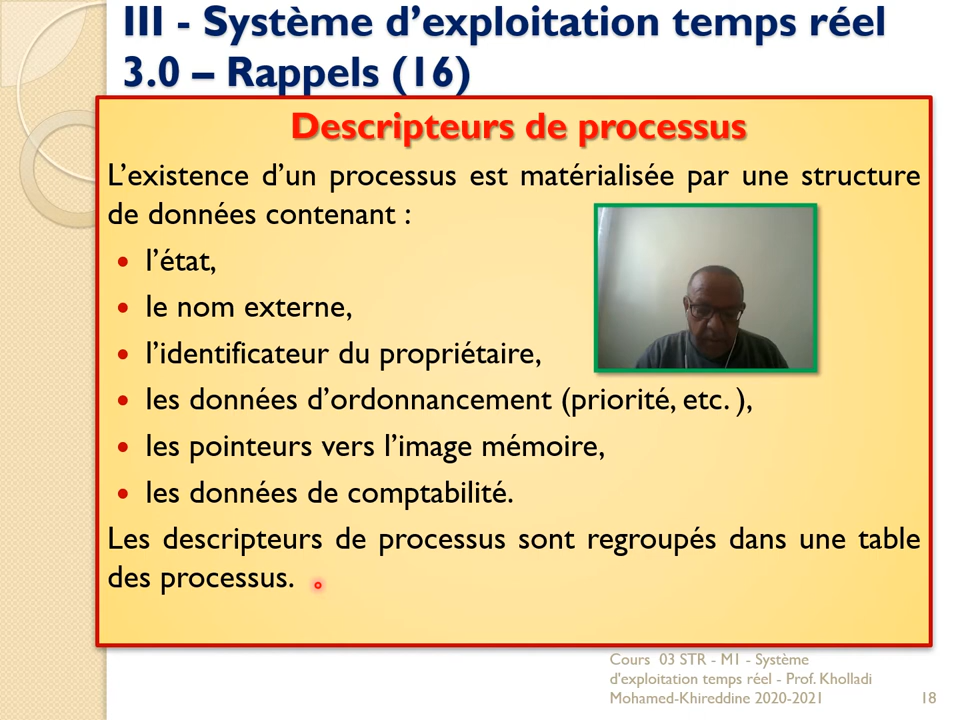 III - Système d’exploitation temps réel
3.0 – Rappels (16)
Descripteurs de processus
L’existence d’un processus est matérialisée par une structure
de données contenant :
• l’état,
• le nom externe,
• l’identificateur du propriétaire,
• les données d’ordonnancement (priorité, etc. ),
• les pointeurs vers l’image mémoire,
• les données de comptabilité.
Les descripteurs de processus sont regroupés dans une table
des processus.
Cours 03 STR - M1 - Système
d'exploitation temps réel - Prof. Kholladi
Mohamed-Khireddine 2020-2021
18